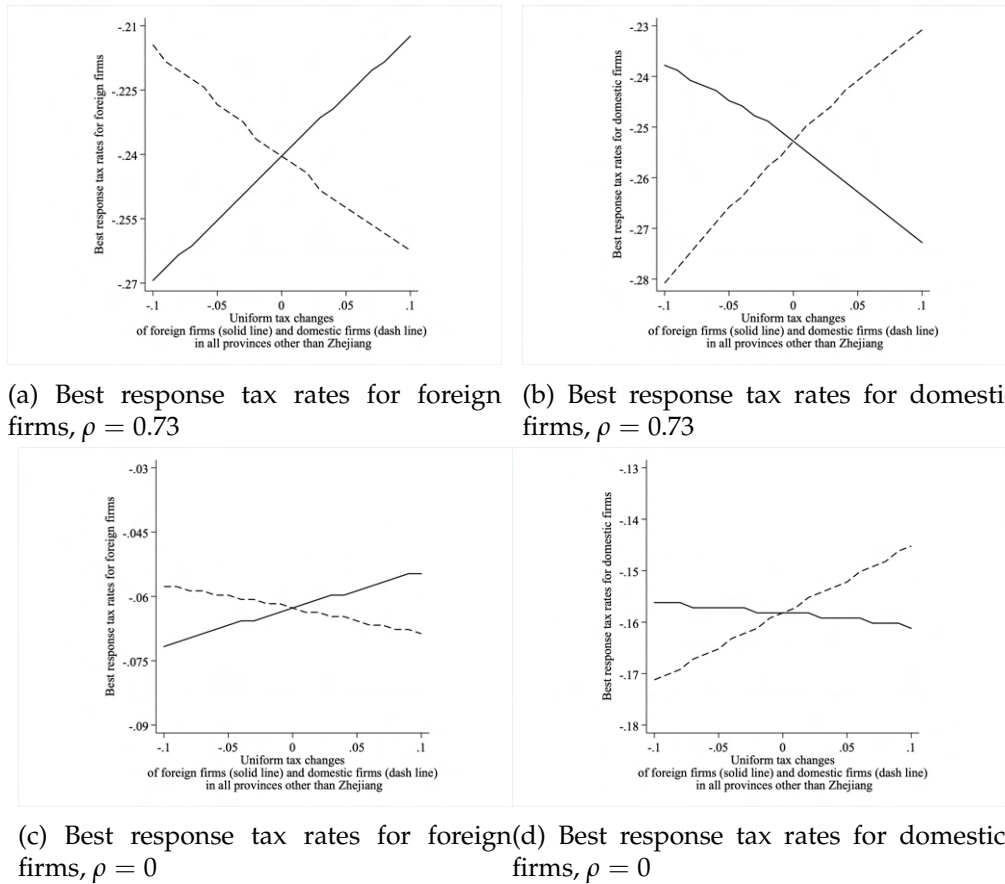 -.21
-.225
-.24
-.255
-.27
Best response tax rates for foreign firms
-.1 -.05 0 .05 .1
Uniform tax changes
of foreign firms (solid line) and domestic firms (dash line)
in all provinces other than Zhejiang
(a) Best response tax rates for foreign
firms, ρ = 0.73
-.23
-.24
-.25
-.26
-.27
-.28
Best response tax rates for domestic firms
-.1 -.05 0 .05 .1
Uniform tax changes
of foreign firms (solid line) and domestic firms (dash line)
in all provinces other than Zhejiang
(b) Best response tax rates for domesti
firms, ρ = 0.73
-.03
-.045
-.06
-.075
-.09
Best response tax rates for foreign firms
-.1 -.05 0 .05 .1
Uniform tax changes
of foreign firms (solid line) and domestic firms (dash line)
in all provinces other than Zhejiang
(c) Best response tax rates for foreign
firms, ρ = 0
-.13
-.14
-.15
-.16
-.17
-.18
Best response tax rates for domestic firms
-.1 -.05 0 .05 .1
Uniform tax changes
of foreign firms (solid line) and domestic firms (dash line)
in all provinces other than Zhejiang
(d) Best response tax rates for domestic
firms, ρ = 0